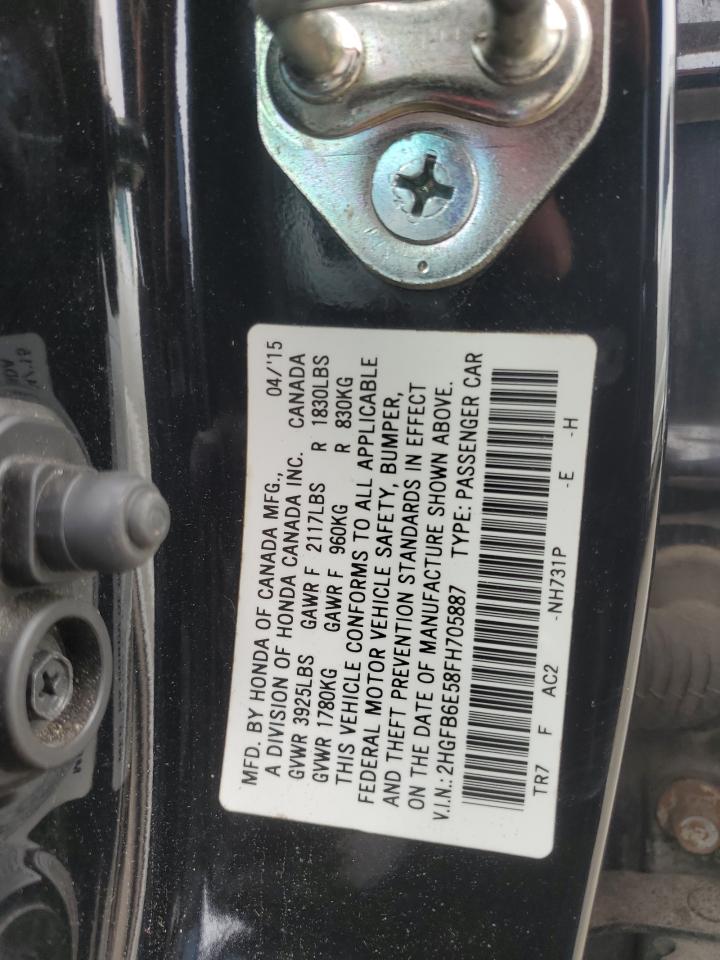 MFD. BY HONDA OF CANADA MFG., 04/'15
A DIVISION OF HONDA CANADA INC. CANADA
GVWR 3925LBS GAWR F 2117LBS R 1830LBS
GVWR 1780KG GAWR F 960KG R 830KG
THIS VEHICLE CONFORMS TO ALL APPLICABLE
FEDERAL MOTOR VEHICLE SAFETY, BUMPER,
AND THEFT PREVENTION STANDARDS IN EFFECT
ON THE DATE OF MANUFACTURE SHOWN ABOVE.
V.I.N.:2HGFB6E58FH705887 TYPE: PASSENGER CAR
TR7 F AC2 -NH731P -E -H